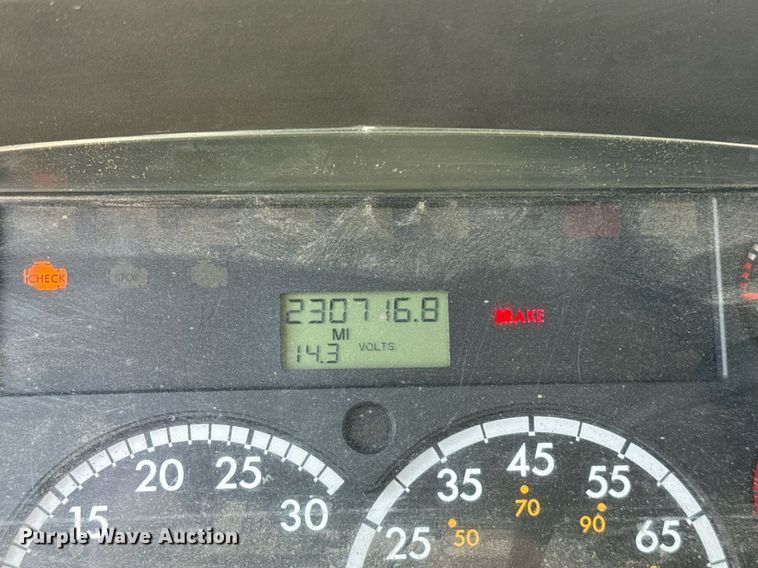 CHECK STOP
230716.8
BRAKE
MI
14.3 VOLTS
15 20 25 30
25 35 45 55 65
50 70 90
Purple Wave Auction